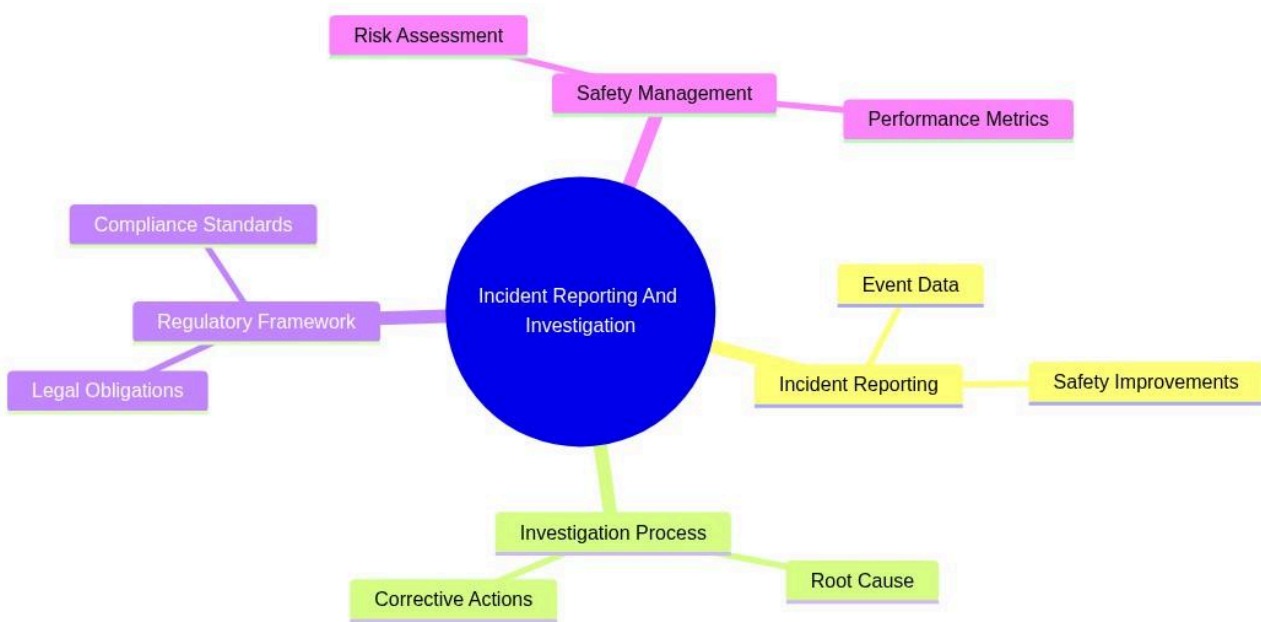 Risk Assessment
Safety Management
Performance Metrics
Compliance Standards
Regulatory Framework
Legal Obligations
Incident Reporting And
Investigation
Event Data
Incident Reporting
Safety Improvements
Investigation Process
Corrective Actions
Root Cause